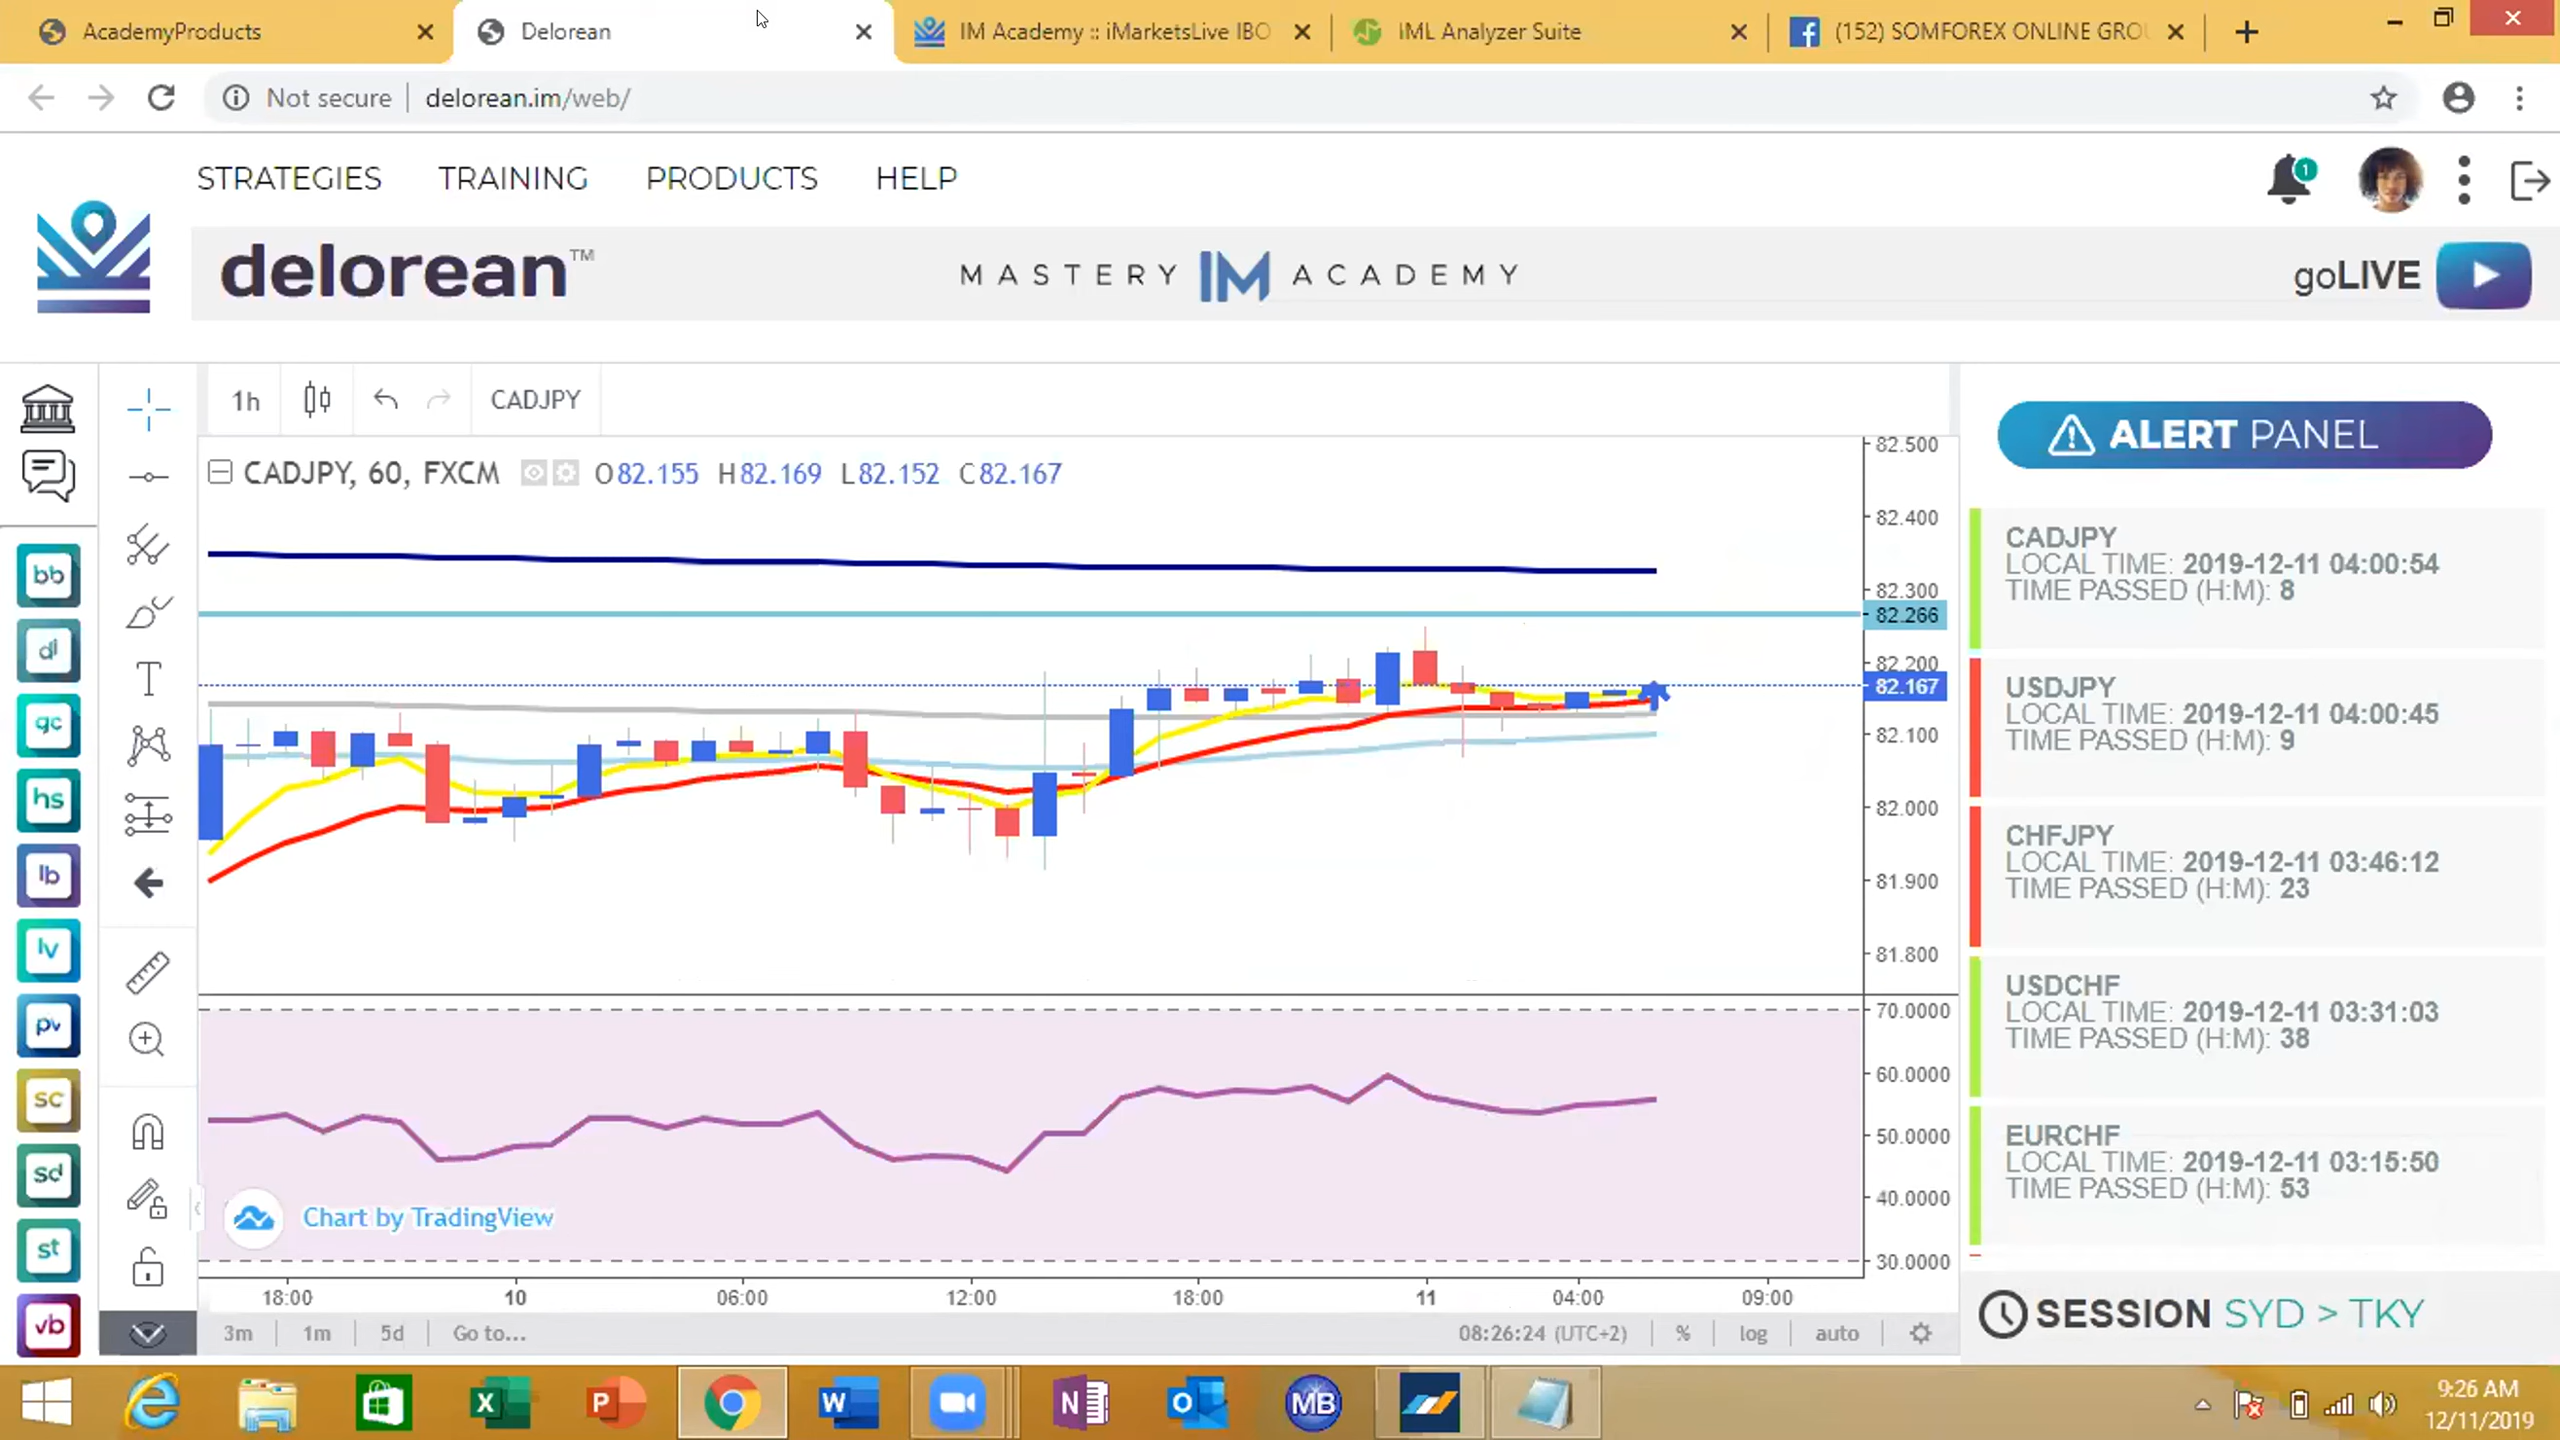 AcademyProducts
Delorean
IM Academy :: iMarketsLive IBO
IML Analyzer Suite
(152) SOMFOREX ONLINE GRO
Not secure
delorean.im/web/
STRATEGIES
TRAINING
PRODUCTS
HELP
1
delorean™
MASTERY IM ACADEMY
goLIVE
1h
CADJPY
CADJPY, 60, FXCM
O82.155 H82.169 L82.152 C82.167
82.500
82.400
82.300
82.266
82.200
82.167
82.100
82.000
81.900
81.800
70.0000
60.0000
50.0000
40.0000
30.0000
Chart by TradingView
18:00
10
06:00
12:00
18:00
11
04:00
09:00
3m
1m
5d
Go to...
08:26:24 (UTC+2)
%
log
auto
bb
dl
qc
hs
lb
lv
pv
sc
sd
st
vb
T
ALERT PANEL
CADJPY
LOCAL TIME: 2019-12-11 04:00:54
TIME PASSED (H:M): 8
USDJPY
LOCAL TIME: 2019-12-11 04:00:45
TIME PASSED (H:M): 9
CHFJPY
LOCAL TIME: 2019-12-11 03:46:12
TIME PASSED (H:M): 23
USDCHF
LOCAL TIME: 2019-12-11 03:31:03
TIME PASSED (H:M): 38
EURCHF
LOCAL TIME: 2019-12-11 03:15:50
TIME PASSED (H:M): 53
SESSION SYD > TKY
MB
9:26 AM
12/11/2019